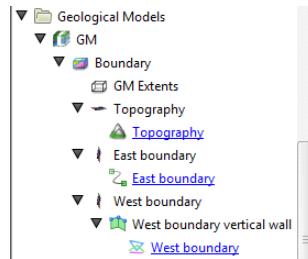 Geological Models
GM
Boundary
GM Extents
Topography
Topography
East boundary
East boundary
West boundary
West boundary vertical wall
West boundary